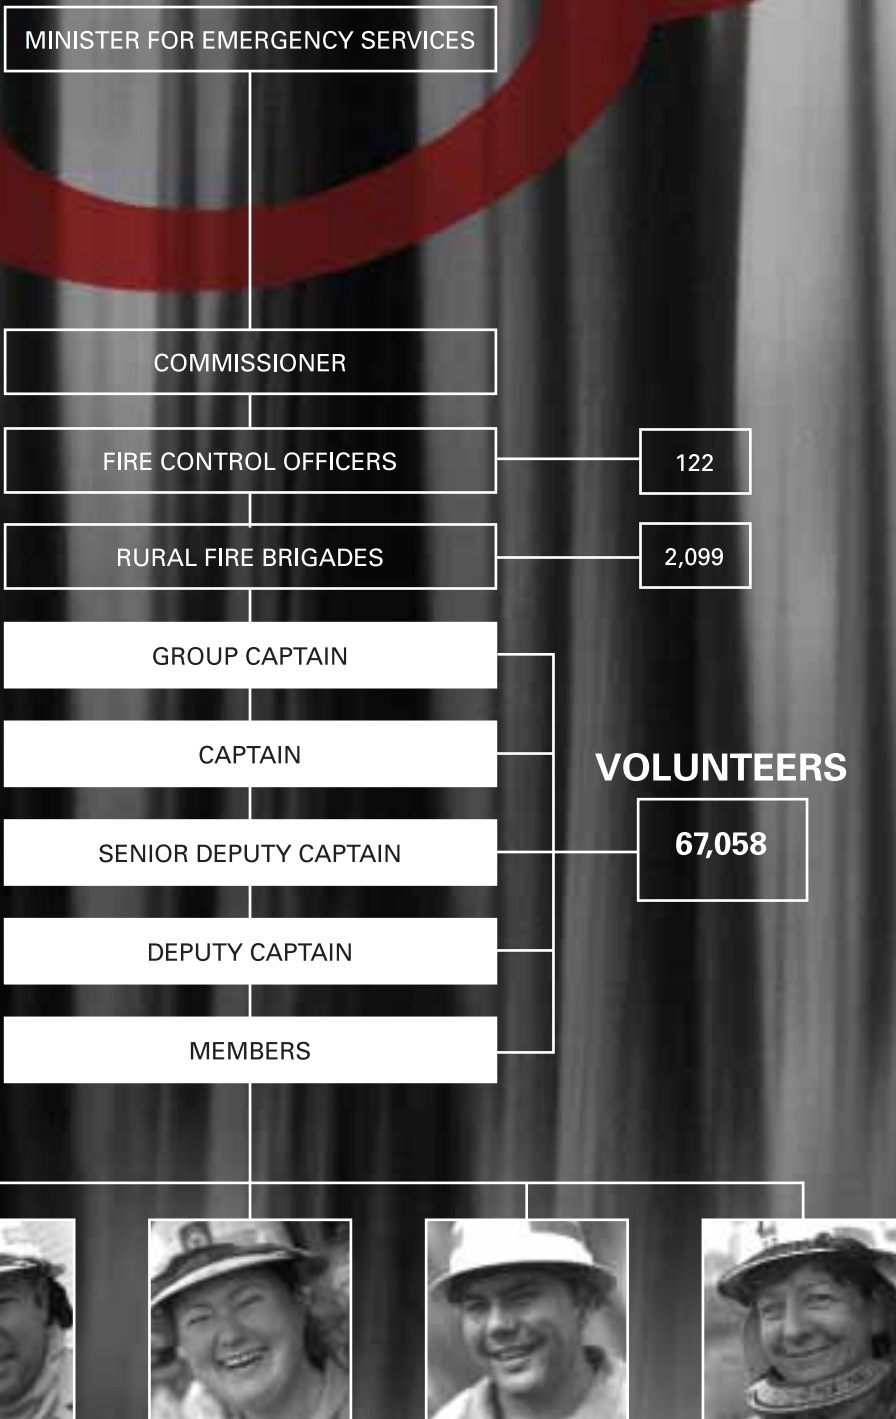 MINISTER FOR EMERGENCY SERVICES
COMMISSIONER
FIRE CONTROL OFFICERS
122
RURAL FIRE BRIGADES
2,099
GROUP CAPTAIN
CAPTAIN
VOLUNTEERS
67,058
SENIOR DEPUTY CAPTAIN
DEPUTY CAPTAIN
MEMBERS